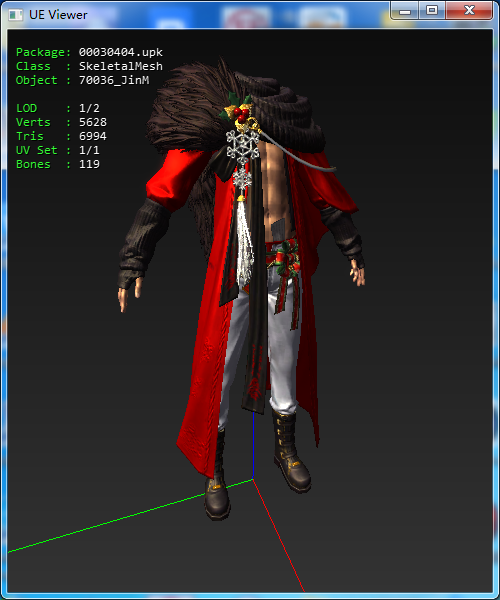 UE Viewer
Package: 00030404.upk
Class : SkeletalMesh
Object : 70036_JinM
LOD : 1/2
Verts : 5628
Tris : 6994
UV Set : 1/1
Bones : 119